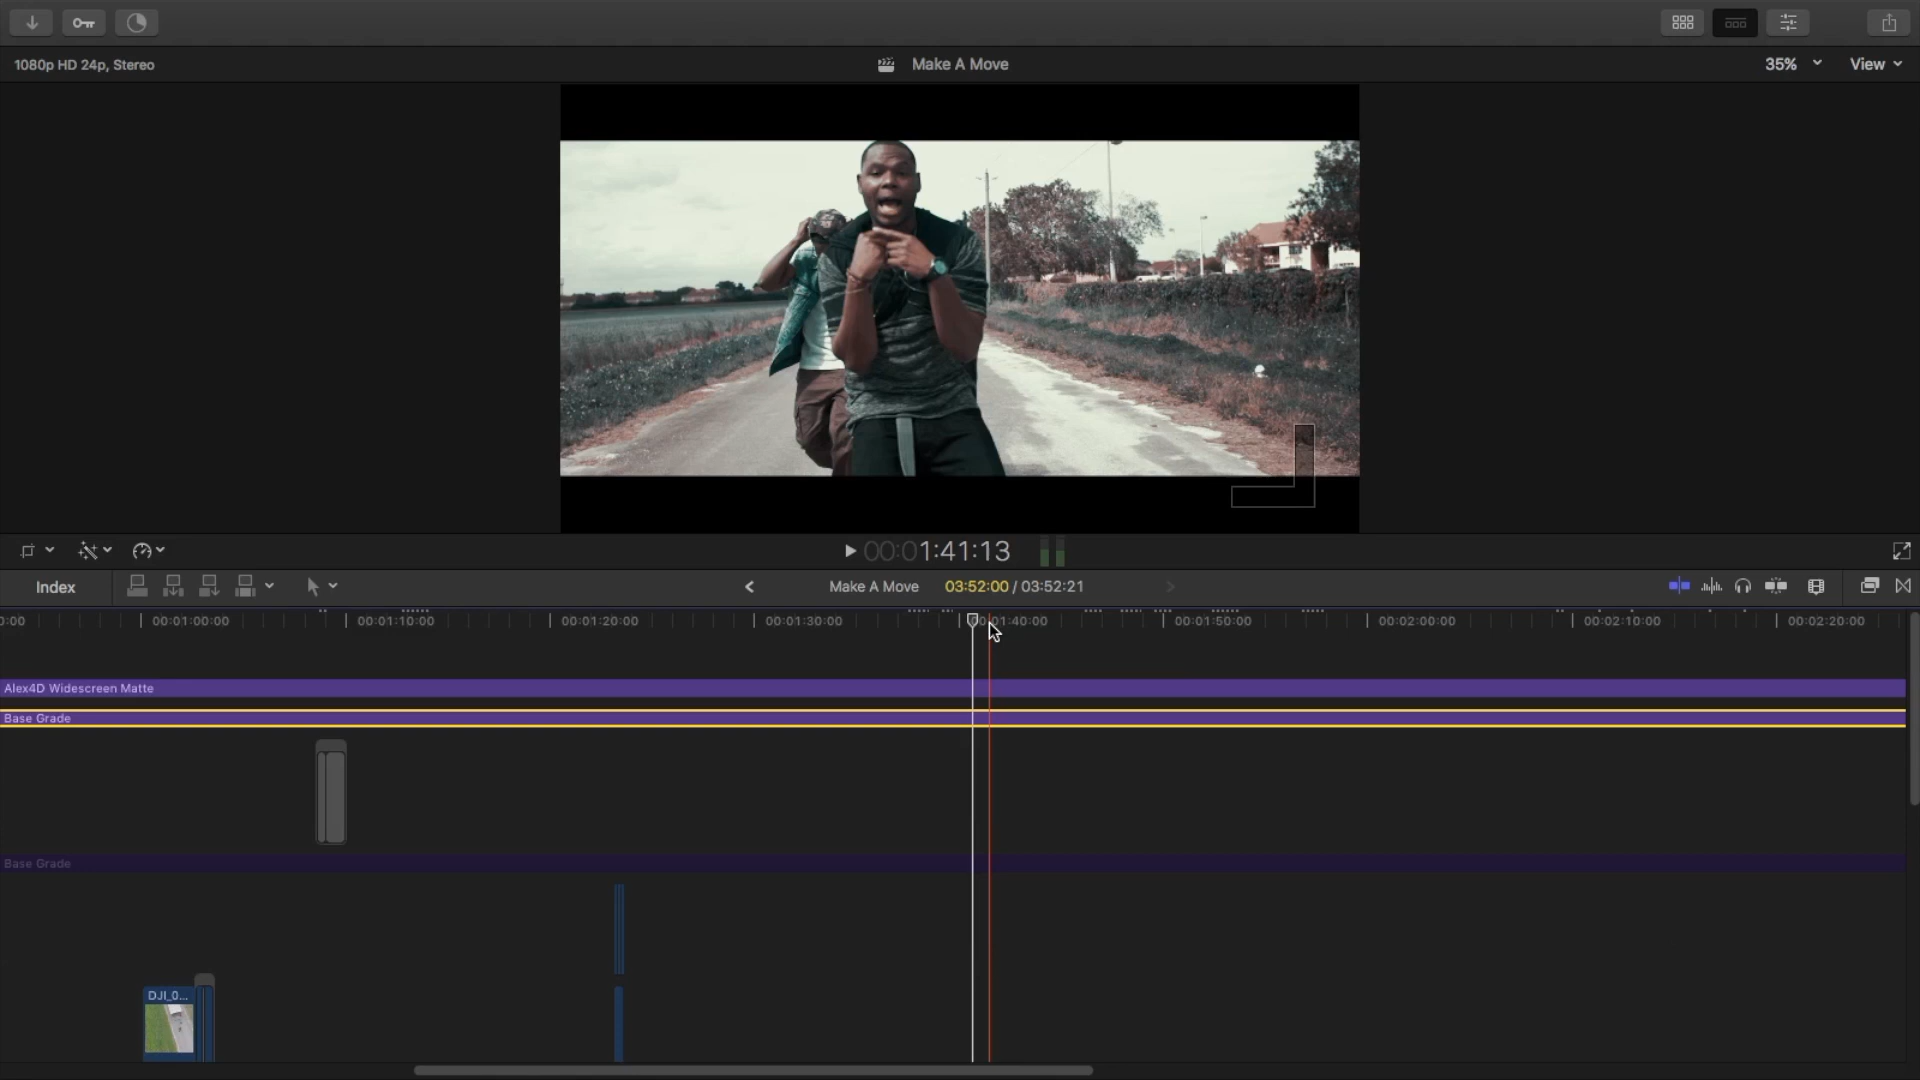 1080p HD 24p, Stereo
Make A Move
35%
View
00:01:41:13
Index
Make A Move
03:52:00 / 03:52:21
0:00
00:01:00:00
00:01:10:00
00:01:20:00
00:01:30:00
00:01:40:00
00:01:50:00
00:02:00:00
00:02:10:00
00:02:20:00
Alex4D Widescreen Matte
Base Grade
Base Grade
DJI_0...